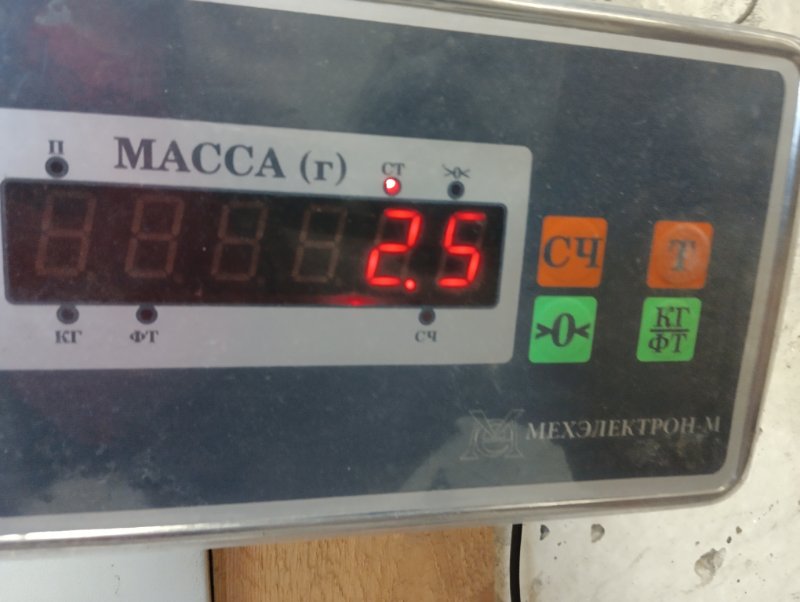 П МАССА (г) СТ >0<
2.5
КГ ФТ СЧ
СЧ Т
>0< КГ
ФТ
МЕХЭЛЕКТРОН-М